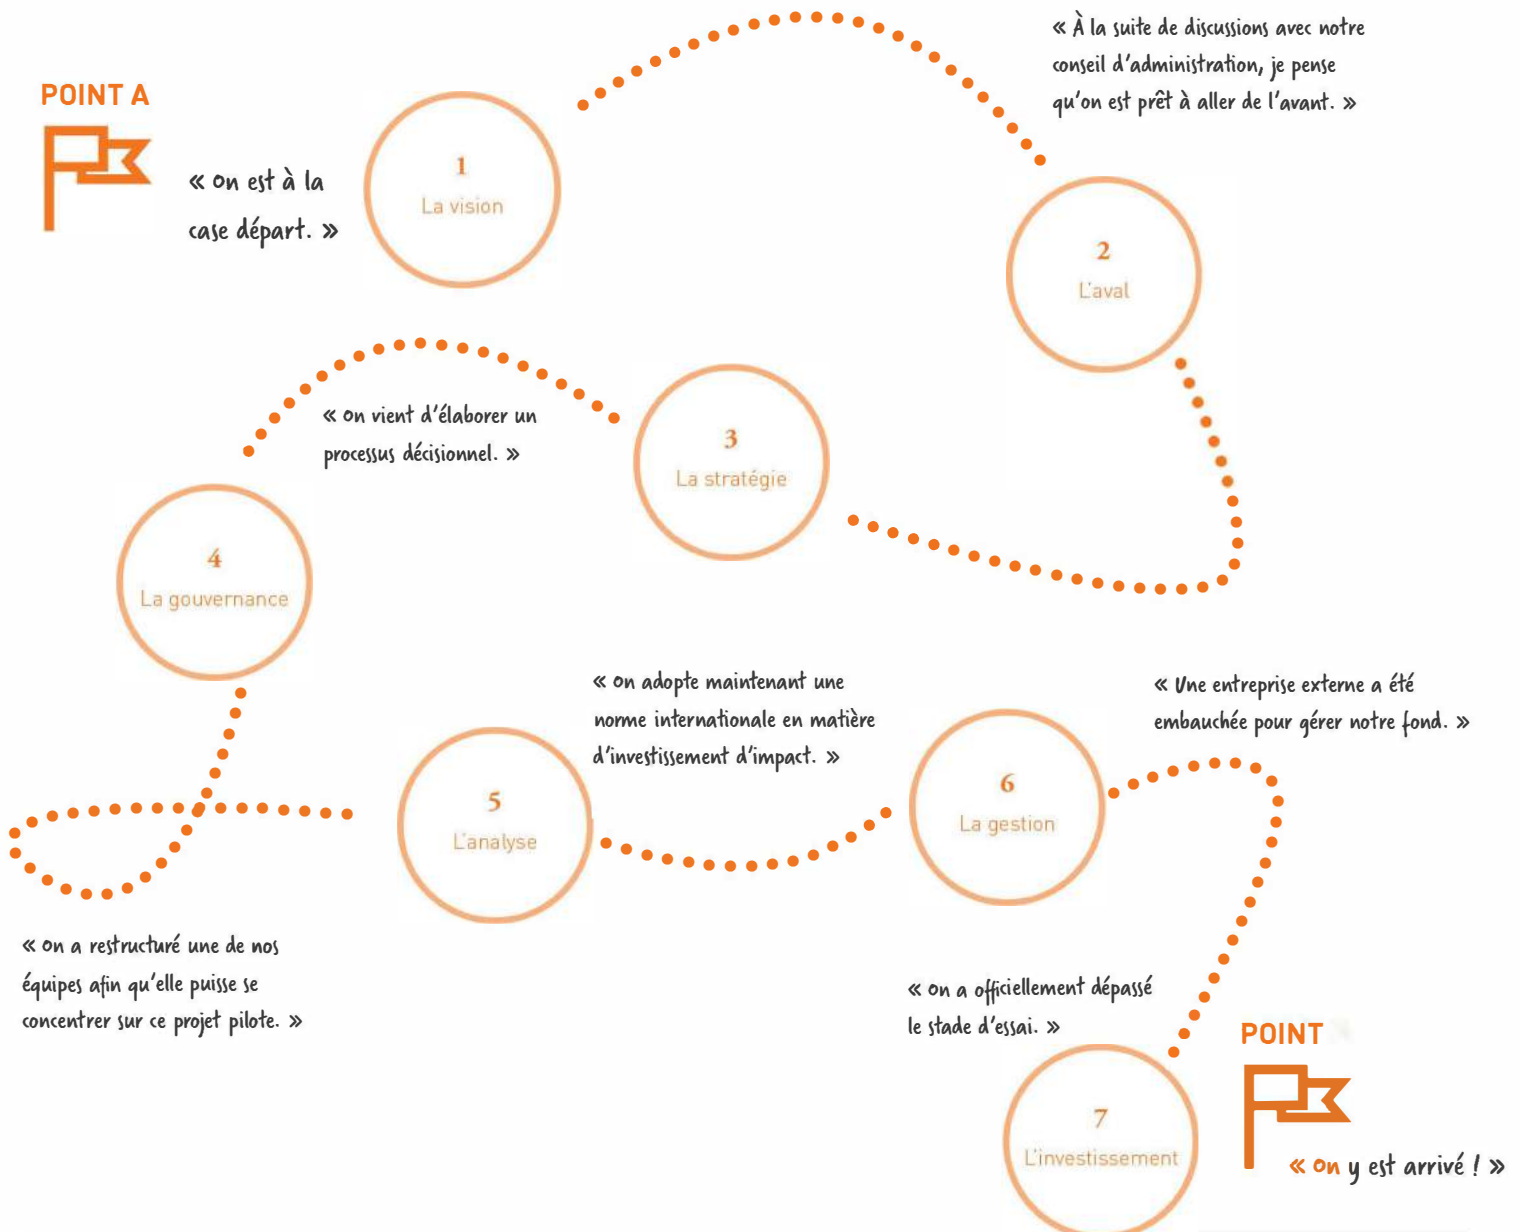 POINT A
« On est à la
case départ. »
1
La vision
« À la suite de discussions avec notre
conseil d'administration, je pense
qu'on est prêt à aller de l'avant. »
2
L'aval
3
La stratégie
« On vient d'élaborer un
processus décisionnel. »
4
La gouvernance
« On a restructuré une de nos
équipes afin qu'elle puisse se
concentrer sur ce projet pilote. »
5
L'analyse
« On adopte maintenant une
norme internationale en matière
d'investissement d'impact. »
6
La gestion
« Une entreprise externe a été
embauchée pour gérer notre fond. »
« On a officiellement dépassé
le stade d'essai. »
7
L'investissement
POINT
« On y est arrivé ! »